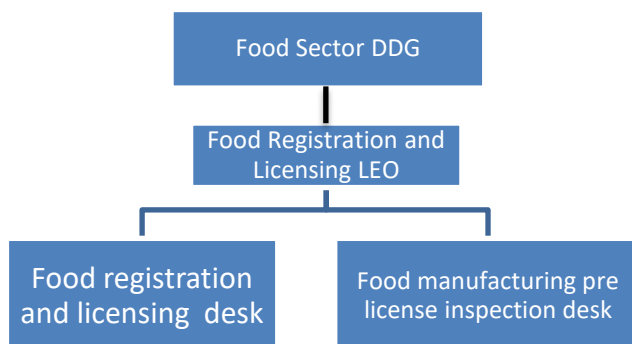 Food Sector DDG
Food Registration and
Licensing LEO
Food registration
and licensing  desk
Food manufacturing pre
license inspection desk